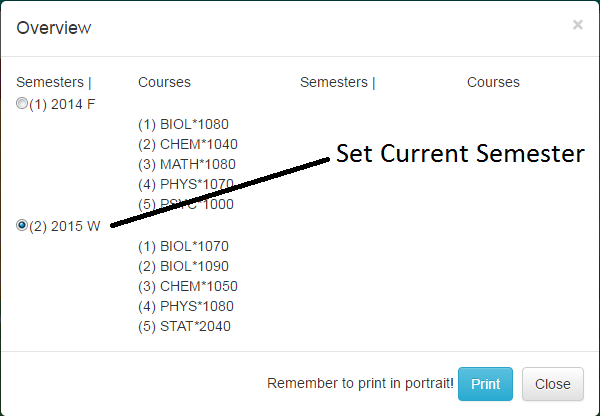 Overview ×
Semesters | Courses Semesters | Courses
(1) 2014 F
(1) BIOL*1080
(2) CHEM*1040
Set Current Semester
(3) MATH*1080
(4) PHYS*1070
(5) PSYC*1000
(2) 2015 W
(1) BIOL*1070
(2) BIOL*1090
(3) CHEM*1050
(4) PHYS*1080
(5) STAT*2040
Remember to print in portrait! Print Close